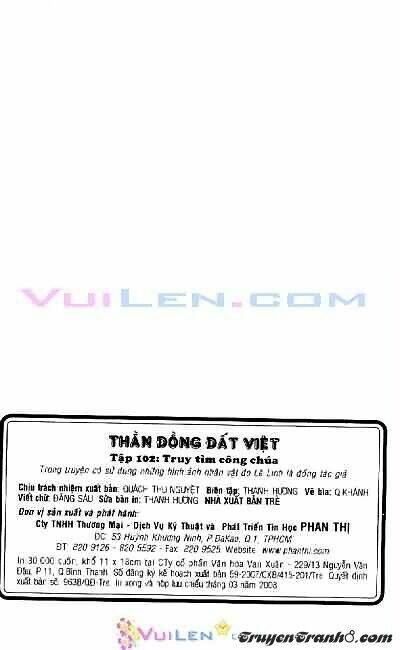 VuiLen.com
THẦN ĐỒNG ĐẤT VIỆT
Tập 102: Truy tìm công chúa
Trong truyện có sử dụng những hình ảnh nhân vật do Lê Linh là đồng tác giả
Chịu trách nhiệm xuất bản: QUÁCH THU NGUYỆT Biên tập: THANH HƯƠNG Vẽ bìa: Q.KHÁNH
Viết chữ: ĐẶNG SÁU Sửa bản in: THANH HƯƠNG NHÀ XUẤT BẢN TRẺ
Đơn vị sản xuất và phát hành:
Cty TNHH Thương Mại - Dịch Vụ Kỹ Thuật và Phát Triển Tin Học PHAN THỊ
ĐC: 53 Huỳnh Khương Ninh, P.ĐaKao, Q.1, TPHCM
ĐT: 820 9126 - 820 5592 - Fax: 820 9525 Website: www.phanthi.com
In 30.000 cuốn, khổ 11 x 18cm tại CTy cổ phần Văn hóa Vạn Xuân - 229/13 Nguyễn Văn
Đậu, P.11, Q.Bình Thạnh. Số đăng ký kế hoạch xuất bản 59-2007/CXB/415-201/Tre. Quyết định
xuất bản số: 963B/QĐ-Tre. In xong và nộp lưu chiểu tháng 03 năm 2008
VuiLen
TruyenTranh8.com